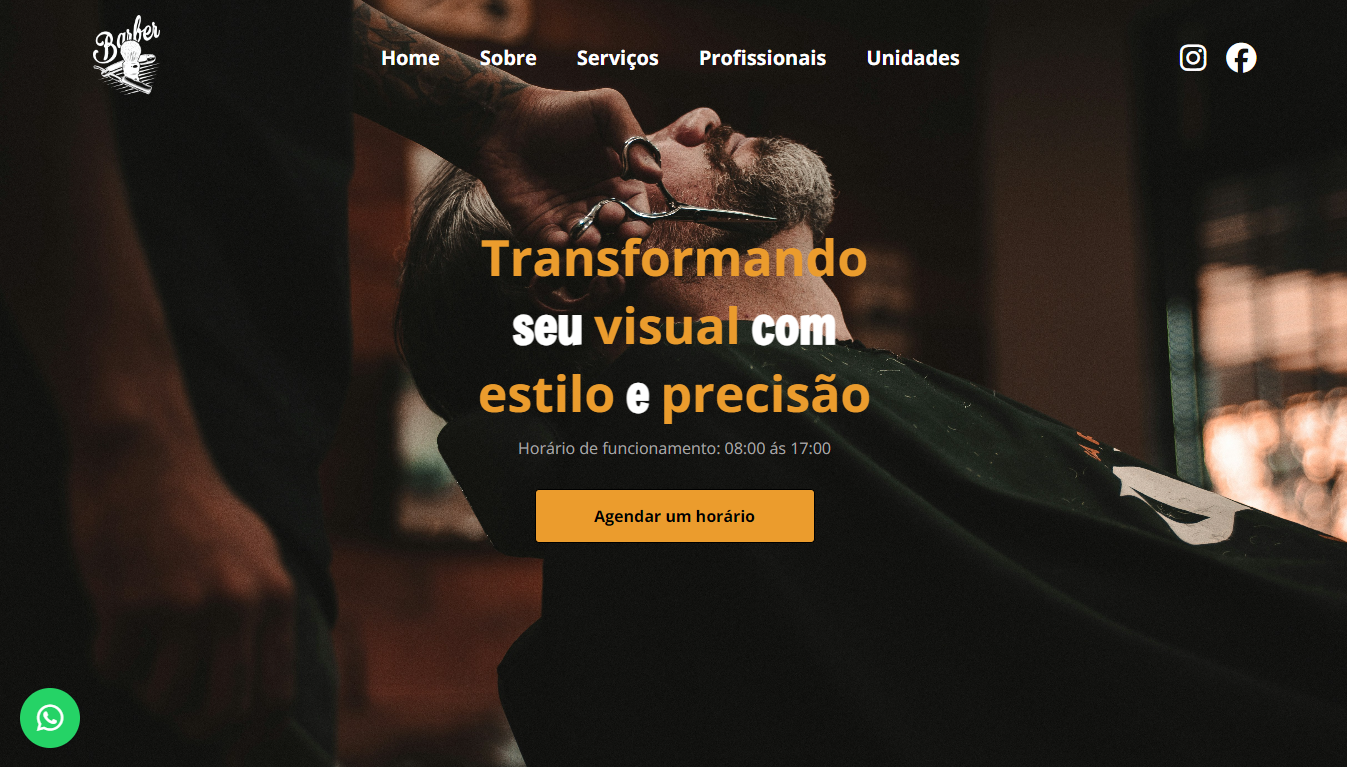 Barber
Home Sobre Serviços Profissionais Unidades
Transformando
seu visual com
estilo e precisão
Horário de funcionamento: 08:00 ás 17:00
Agendar um horário